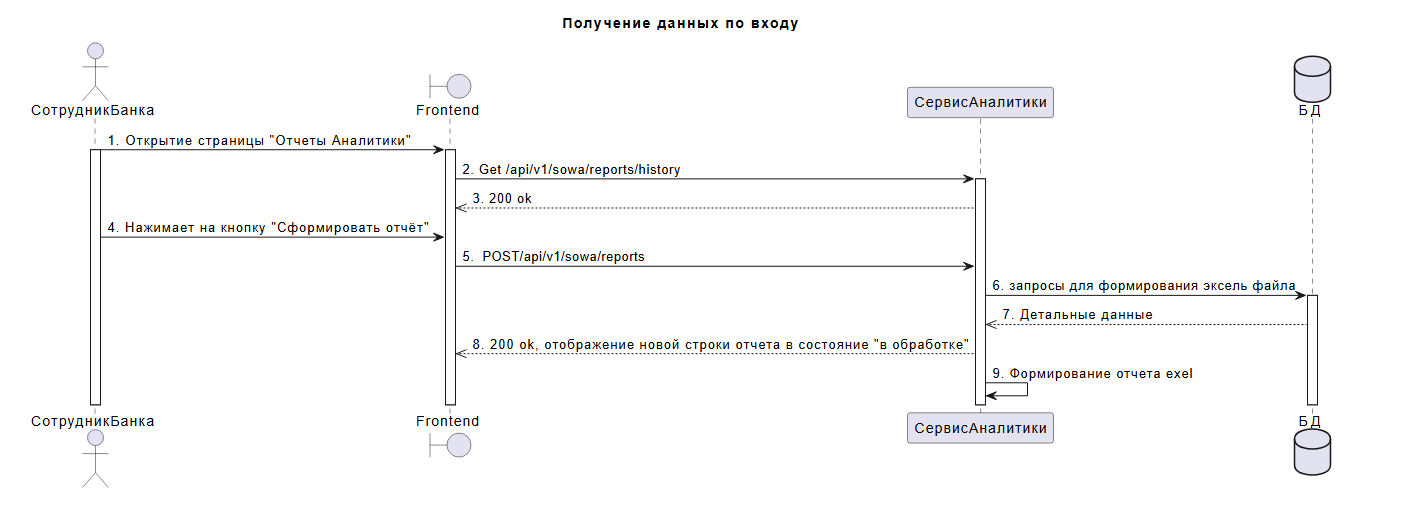 Получение данных по входу
СотрудникБанка
Frontend
СервисАналитики
БД
1. Открытие страницы "Отчеты Аналитики"
2. Get /api/v1/sowa/reports/history
3. 200 ok
4. Нажимает на кнопку "Сформировать отчёт"
5. POST/api/v1/sowa/reports
6. запросы для формирования эксель файла
7. Детальные данные
8. 200 ok, отображение новой строки отчета в состояние "в обработке"
9. Формирование отчета exel
СотрудникБанка
Frontend
СервисАналитики
БД